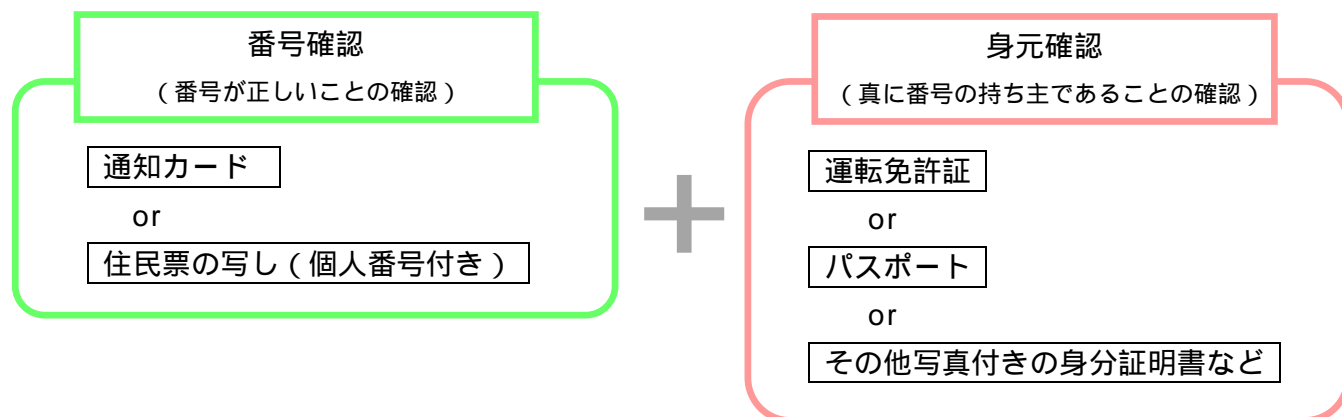 番号確認
(番号が正しいことの確認)
通知カード
or
住民票の写し(個人番号付き)
+
身元確認
(真に番号の持ち主であることの確認)
運転免許証
or
パスポート
or
その他写真付きの身分証明書など